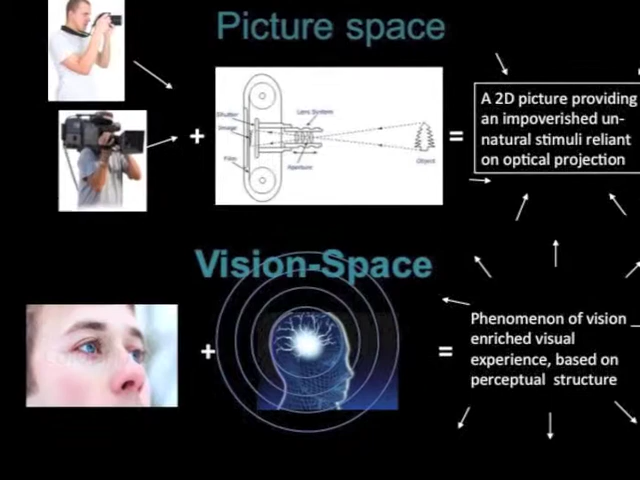 Picture space
Shutter
Lens System
Image
Film
Aperture
Object
+
=
A 2D picture providing
an impoverished un-
natural stimuli reliant
on optical projection
Vision-Space
+
=
Phenomenon of vision
enriched visual
experience, based on
perceptual structure